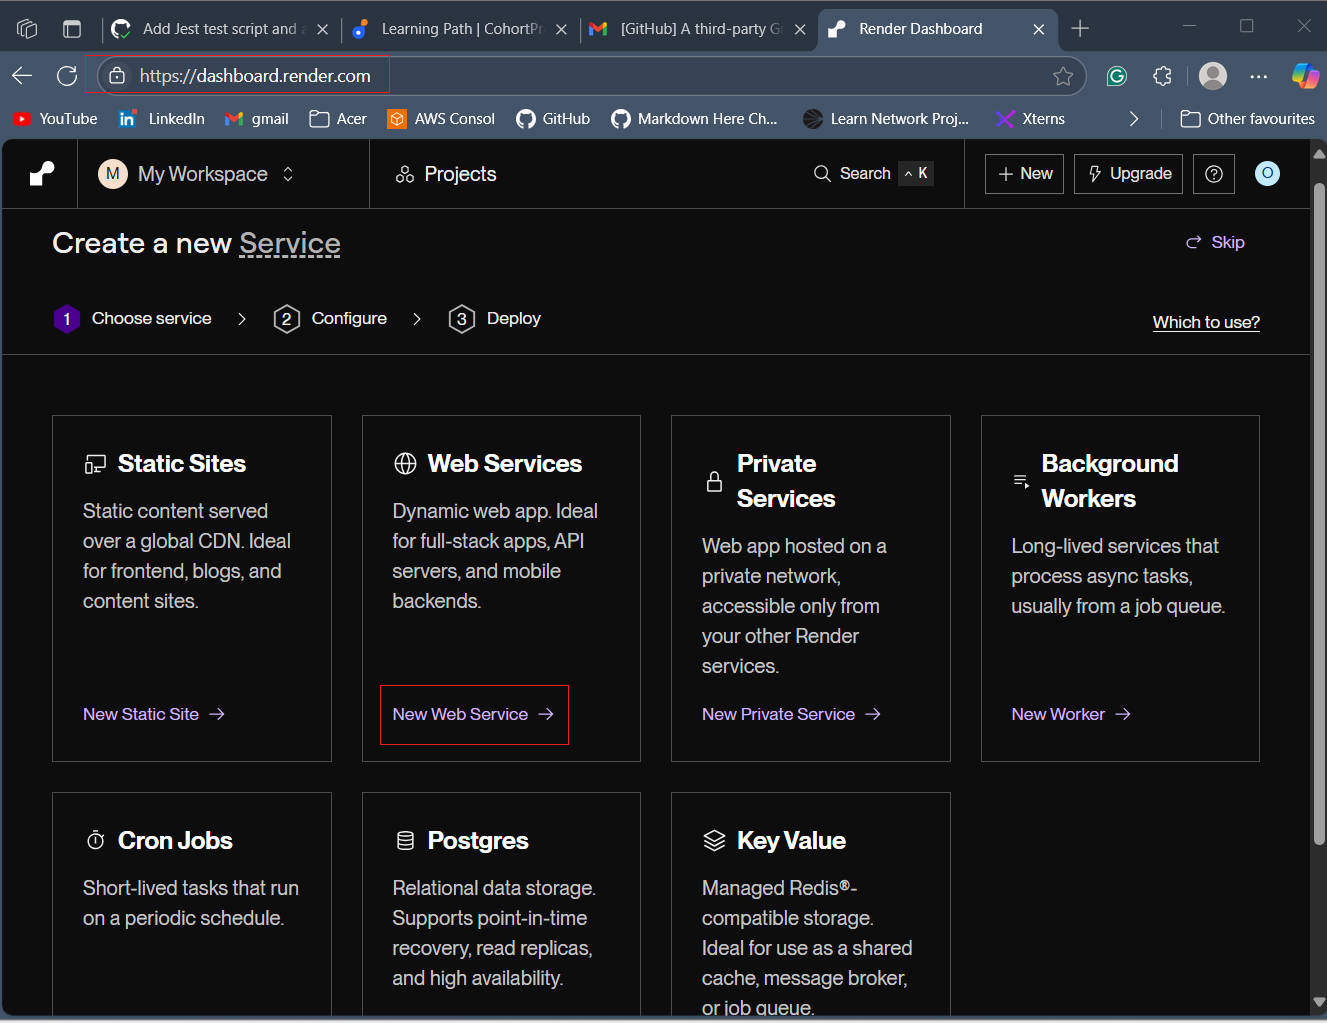 Add Jest test script and a
Learning Path | CohortPr
[GitHub] A third-party Gi
Render Dashboard
https://dashboard.render.com
YouTube
LinkedIn
gmail
Acer
AWS Consol
GitHub
Markdown Here Ch...
Learn Network Proj...
Xterns
Other favourites
M My Workspace
Projects
Search ^ K
+ New
Upgrade
O
Create a new Service
Skip
1 Choose service
2 Configure
3 Deploy
Which to use?
Static Sites
Static content served
over a global CDN. Ideal
for frontend, blogs, and
content sites.
New Static Site →
Web Services
Dynamic web app. Ideal
for full-stack apps, API
servers, and mobile
backends.
New Web Service →
Private
Services
Web app hosted on a
private network,
accessible only from
your other Render
services.
New Private Service →
Background
Workers
Long-lived services that
process async tasks,
usually from a job queue.
New Worker →
Cron Jobs
Short-lived tasks that run
on a periodic schedule.
Postgres
Relational data storage.
Supports point-in-time
recovery, read replicas,
and high availability.
Key Value
Managed Redis®-
compatible storage.
Ideal for use as a shared
cache, message broker,
or job queue.